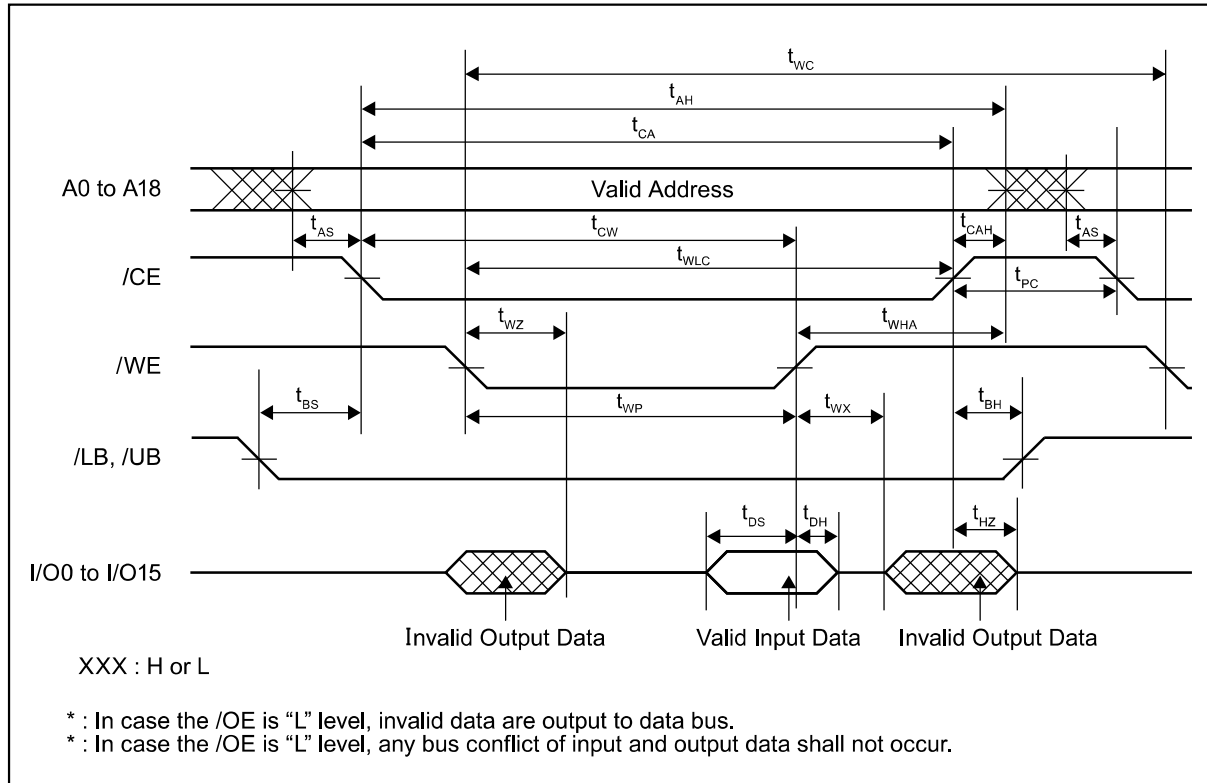 tWC
tAH
tCA
A0 to A18
Valid Address
tAS
tCW
tCAH
tAS
/CE
tWLC
tPC
tWZ
tWHA
/WE
tBS
tWP
tWX
tBH
/LB, /UB
tDS
tDH
tHZ
I/O0 to I/O15
Invalid Output Data
Valid Input Data
Invalid Output Data
XXX : H or L
* : In case the /OE is “L” level, invalid data are output to data bus.
* : In case the /OE is “L” level, any bus conflict of input and output data shall not occur.